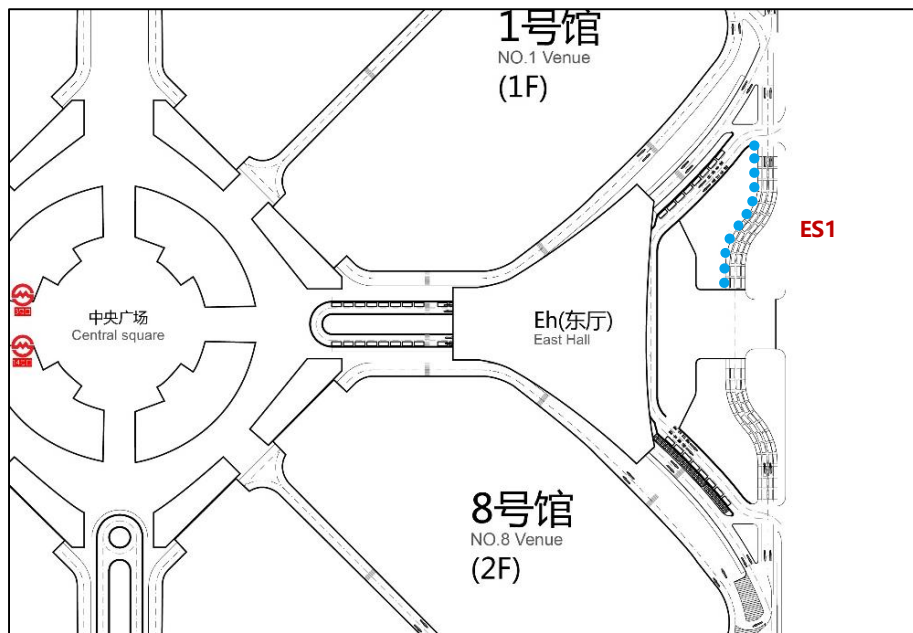 1号馆
NO.1 Venue
(1F)
ES1
中央广场
Central square
Eh(东厅)
East Hall
8号馆
NO.8 Venue
(2F)